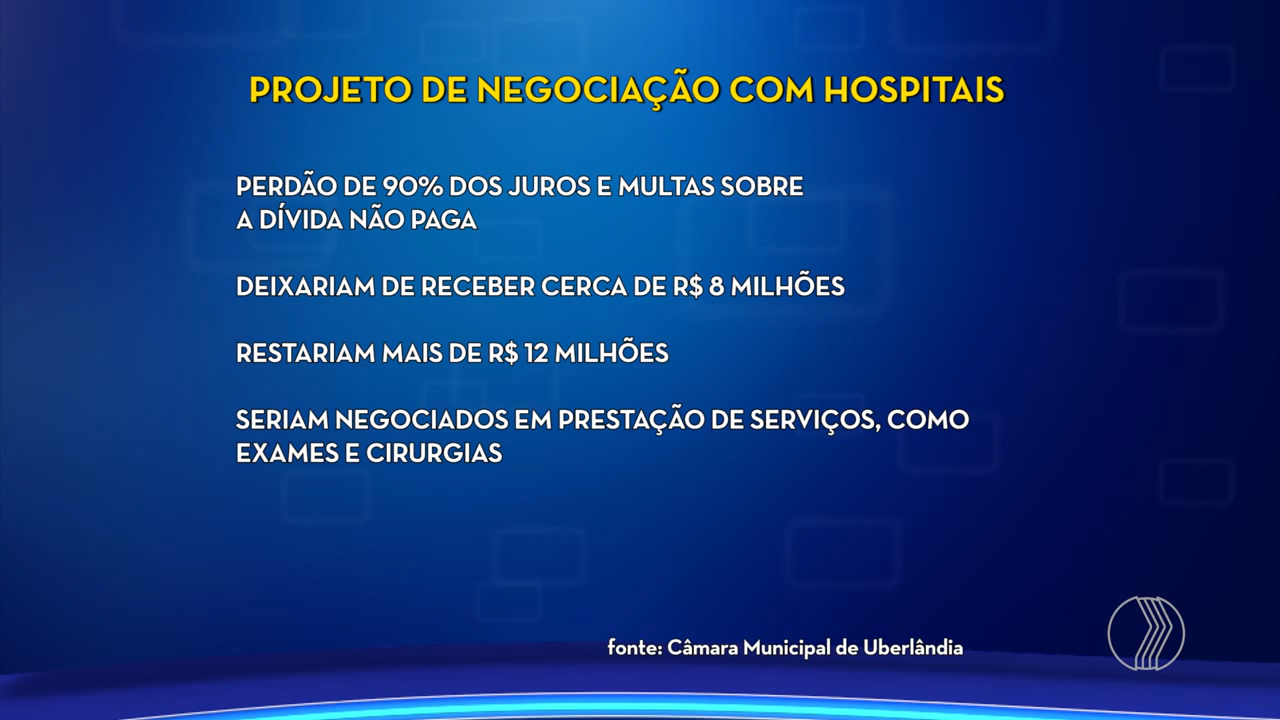 PROJETO DE NEGOCIAÇÃO COM HOSPITAIS
PERDÃO DE 90% DOS JUROS E MULTAS SOBRE
A DÍVIDA NÃO PAGA
DEIXARIAM DE RECEBER CERCA DE R$ 8 MILHÕES
RESTARIAM MAIS DE R$ 12 MILHÕES
SERIAM NEGOCIADOS EM PRESTAÇÃO DE SERVIÇOS, COMO
EXAMES E CIRURGIAS
fonte: Câmara Municipal de Uberlândia